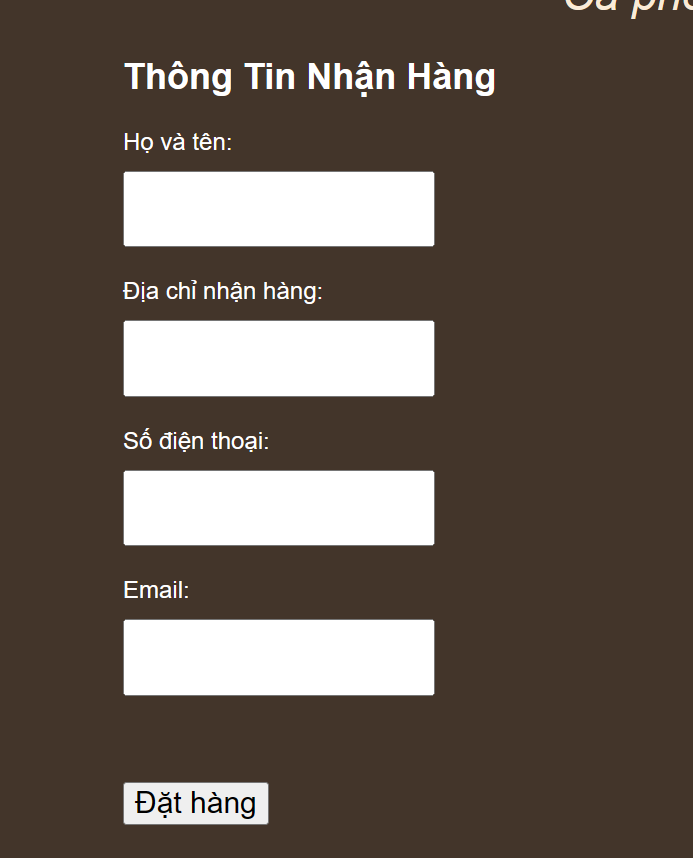 Thông Tin Nhận Hàng
Họ và tên:
Địa chỉ nhận hàng:
Số điện thoại:
Email:
Đặt hàng